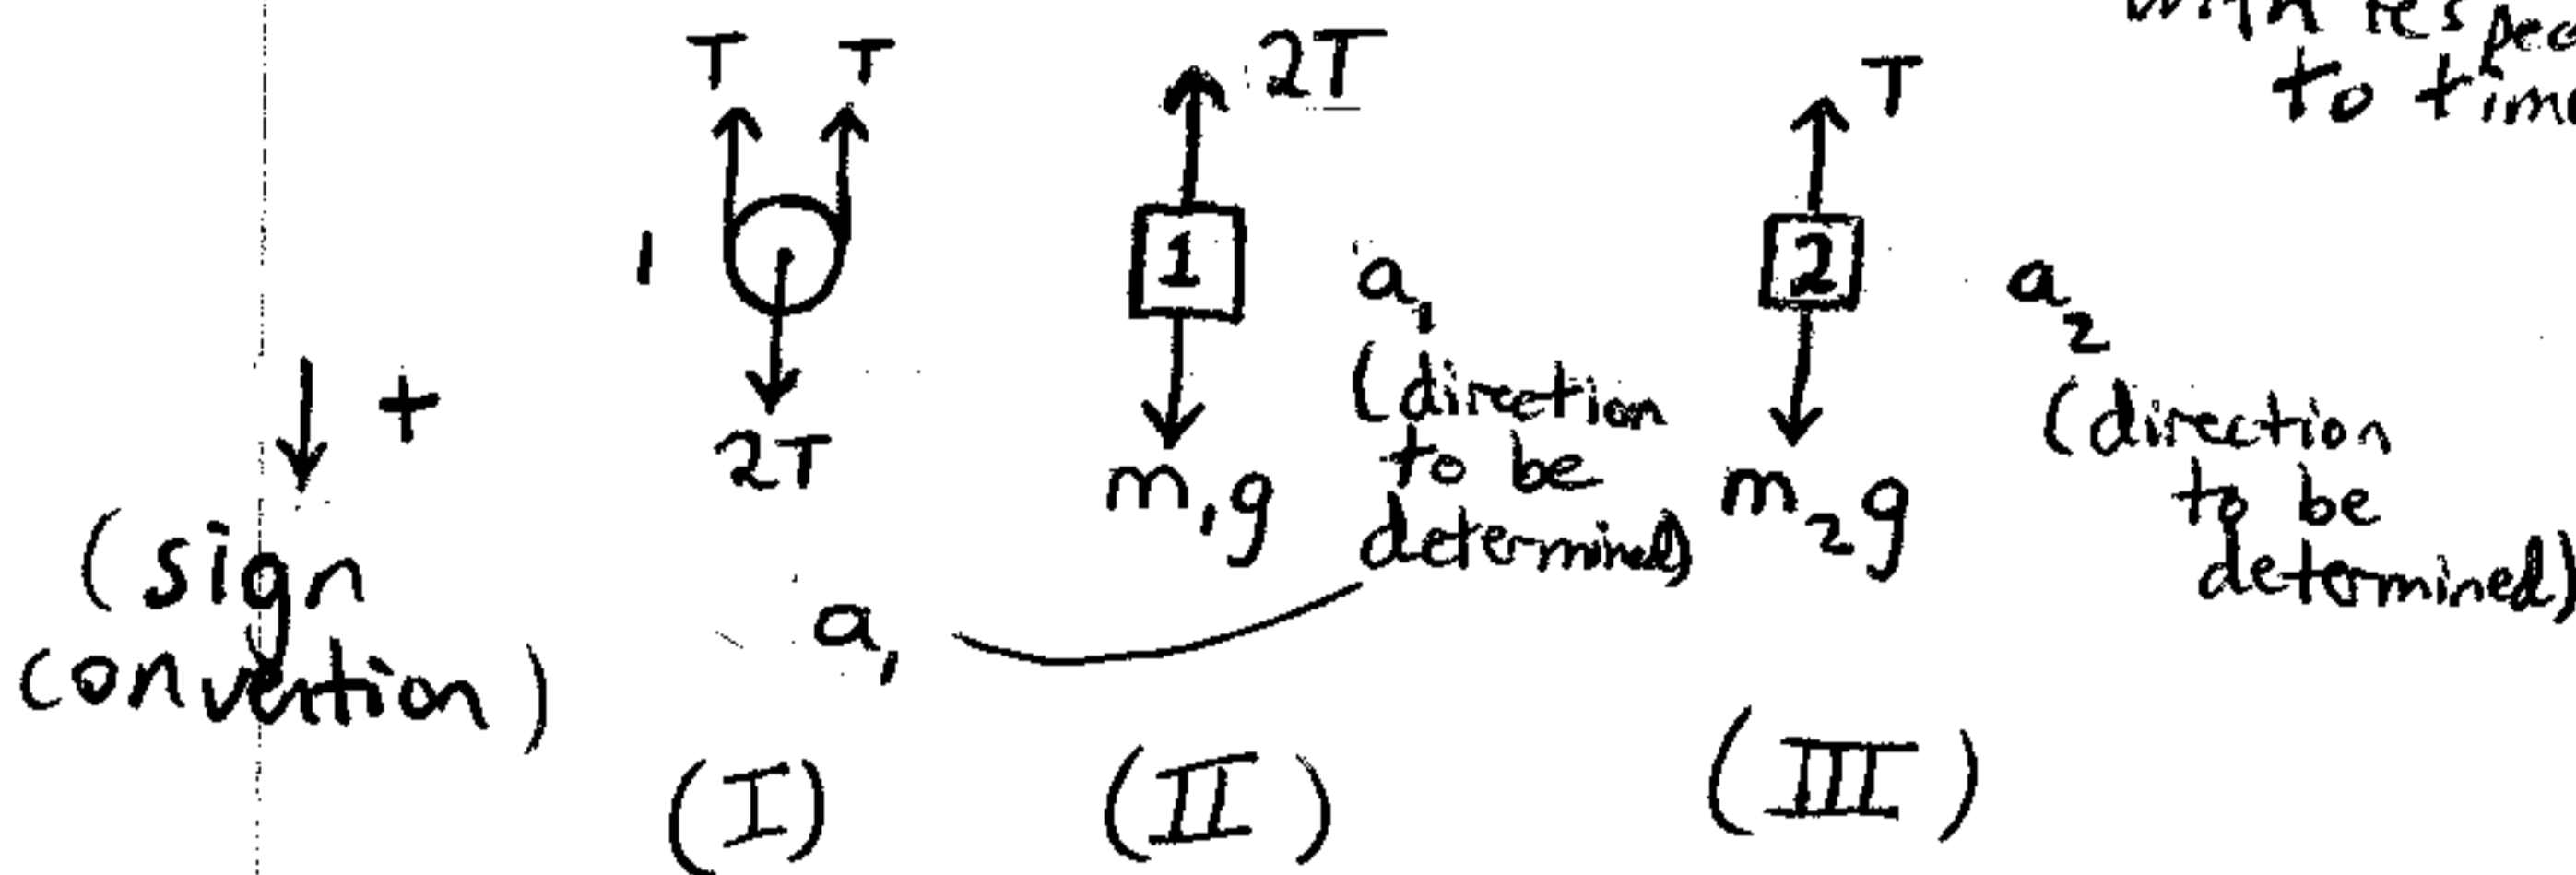 with respec
to time
T T
2T
T
1
1
2
a₁
a₂
+
2T
m₁g
(direction
to be
determined)
m₂g
(direction
to be
determined)
(sign
convention)
a₁
(I)
(II)
(III)